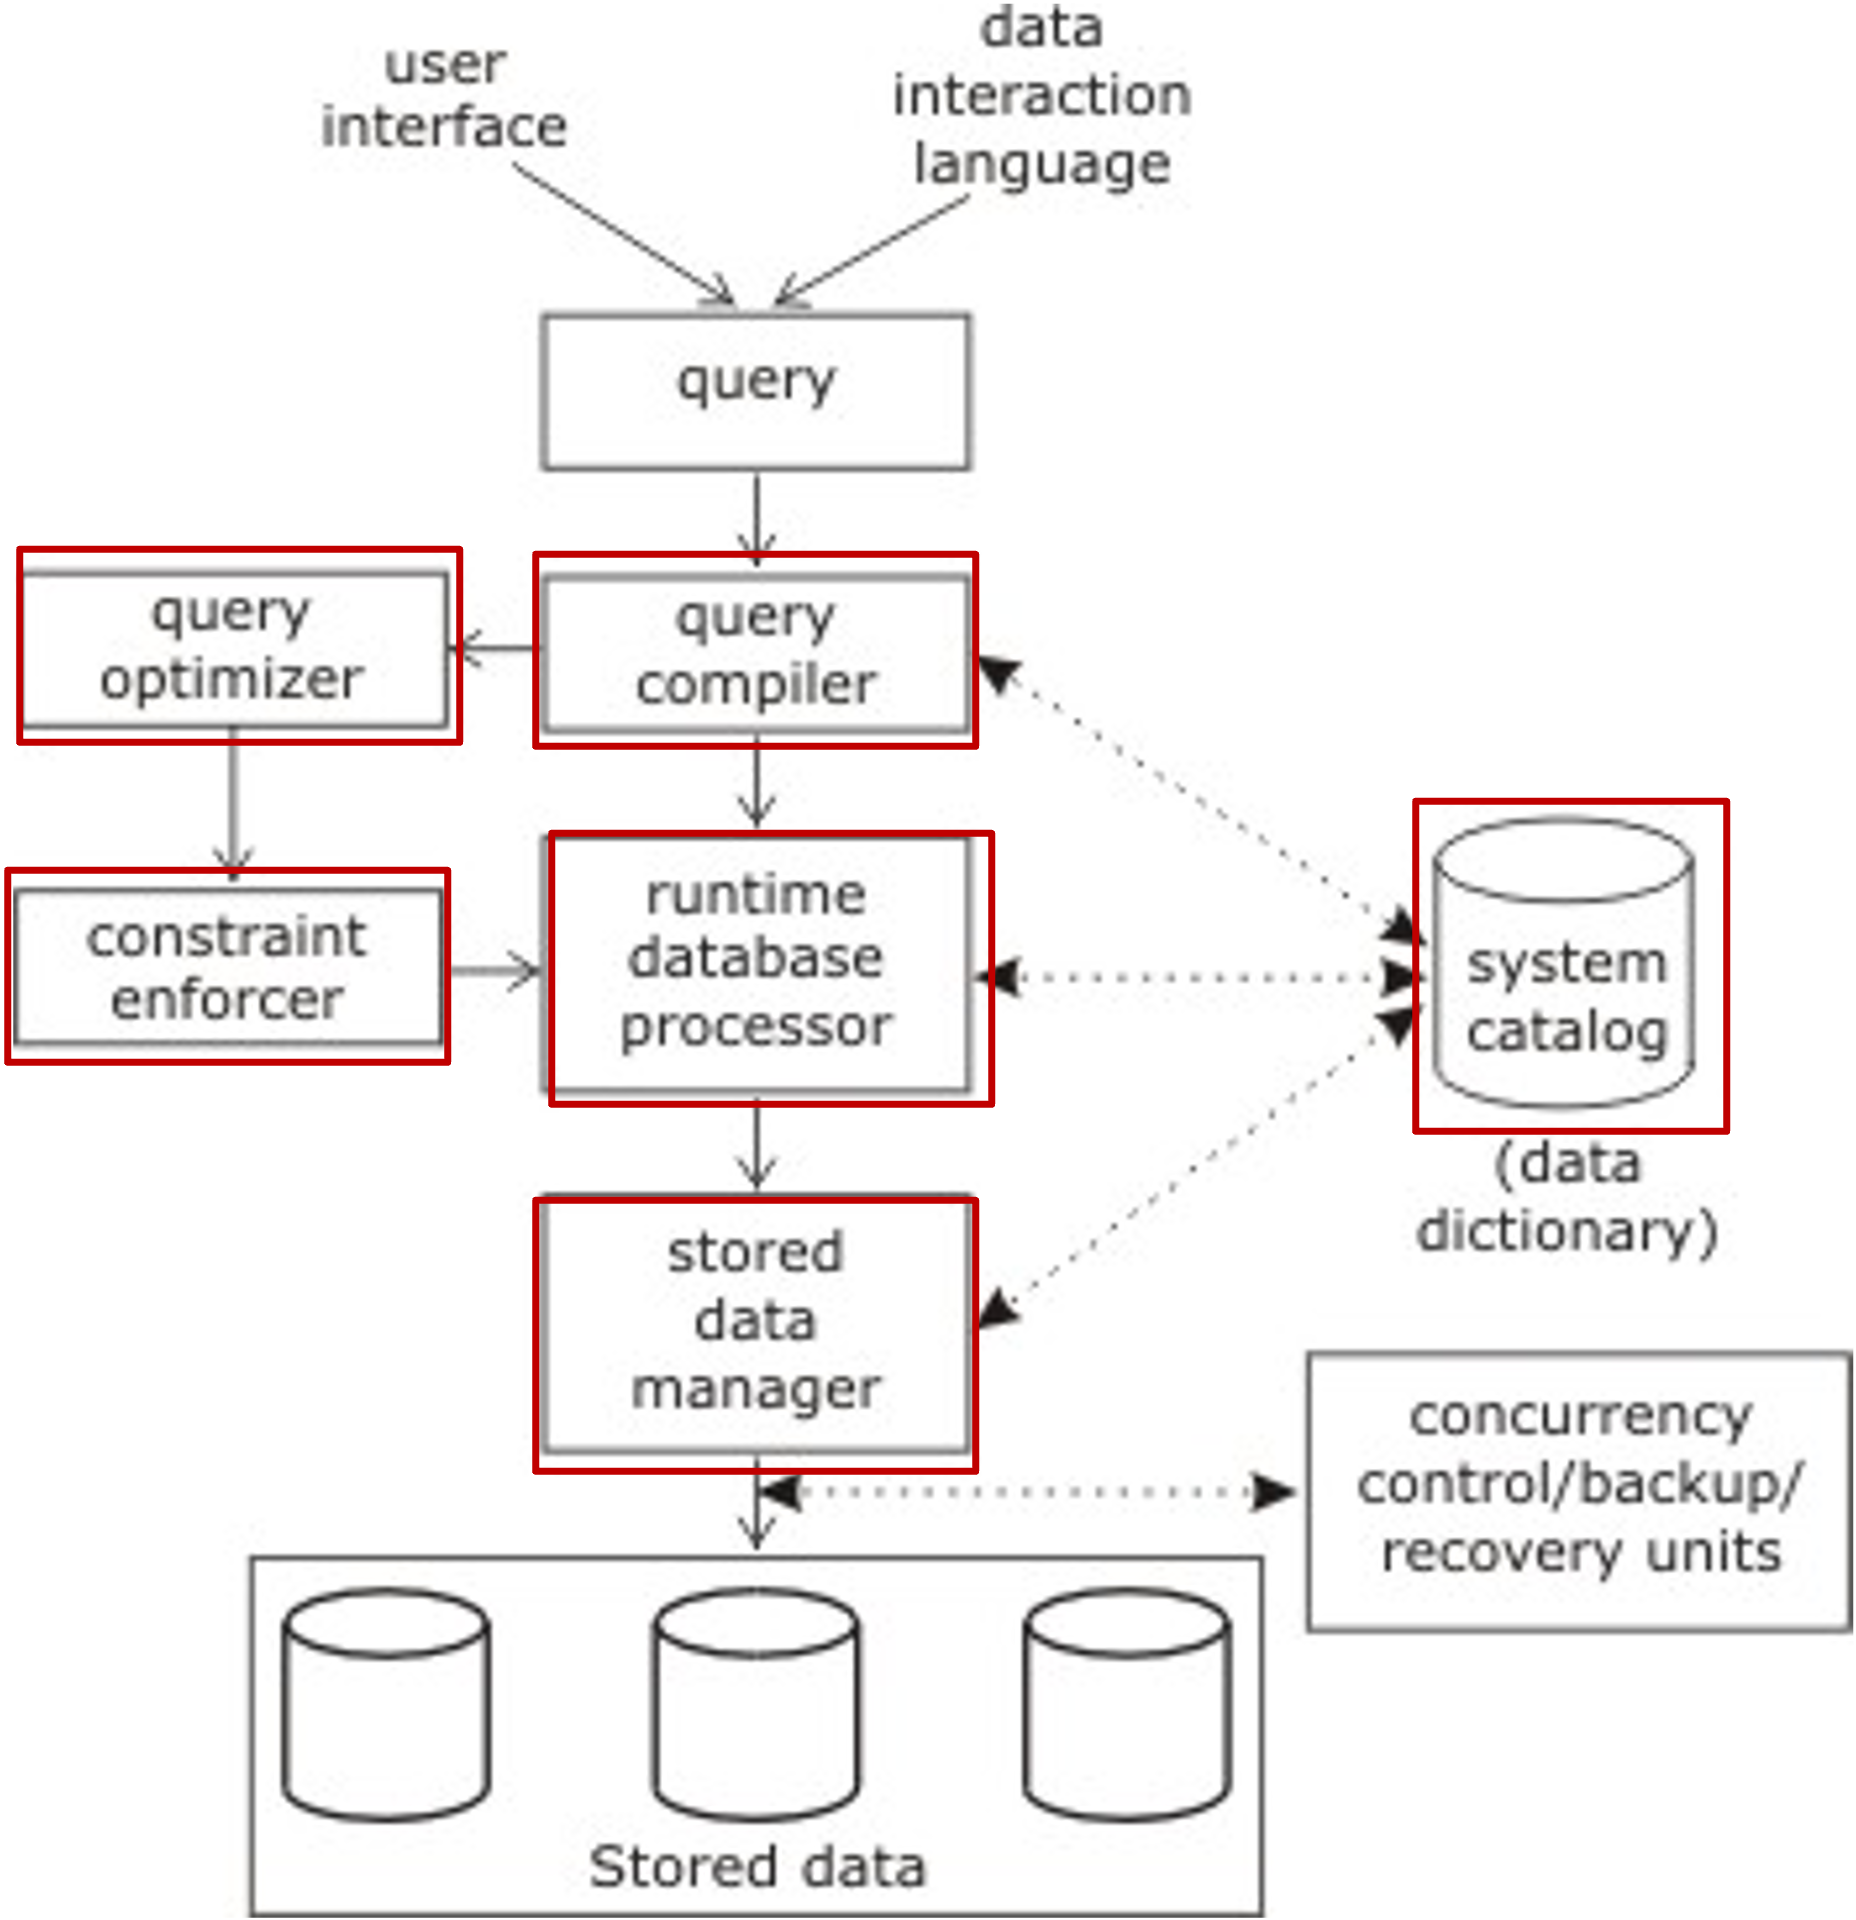 user
interface
data
interaction
language
query
query
optimizer
query
compiler
constraint
enforcer
runtime
database
processor
system
catalog
(data
dictionary)
stored
data
manager
concurrency
control/backup/
recovery units
Stored data